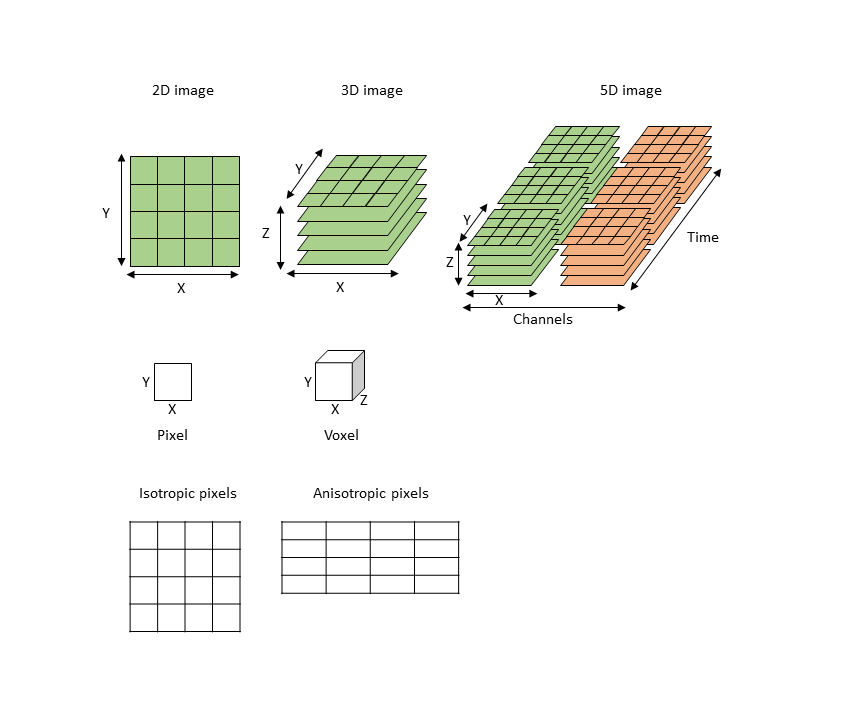 2D image
3D image
5D image
Y
X
Y
Z
X
Y
Z
X
Channels
Time
Y
X
Pixel
Y
X
Z
Voxel
Isotropic pixels
Anisotropic pixels